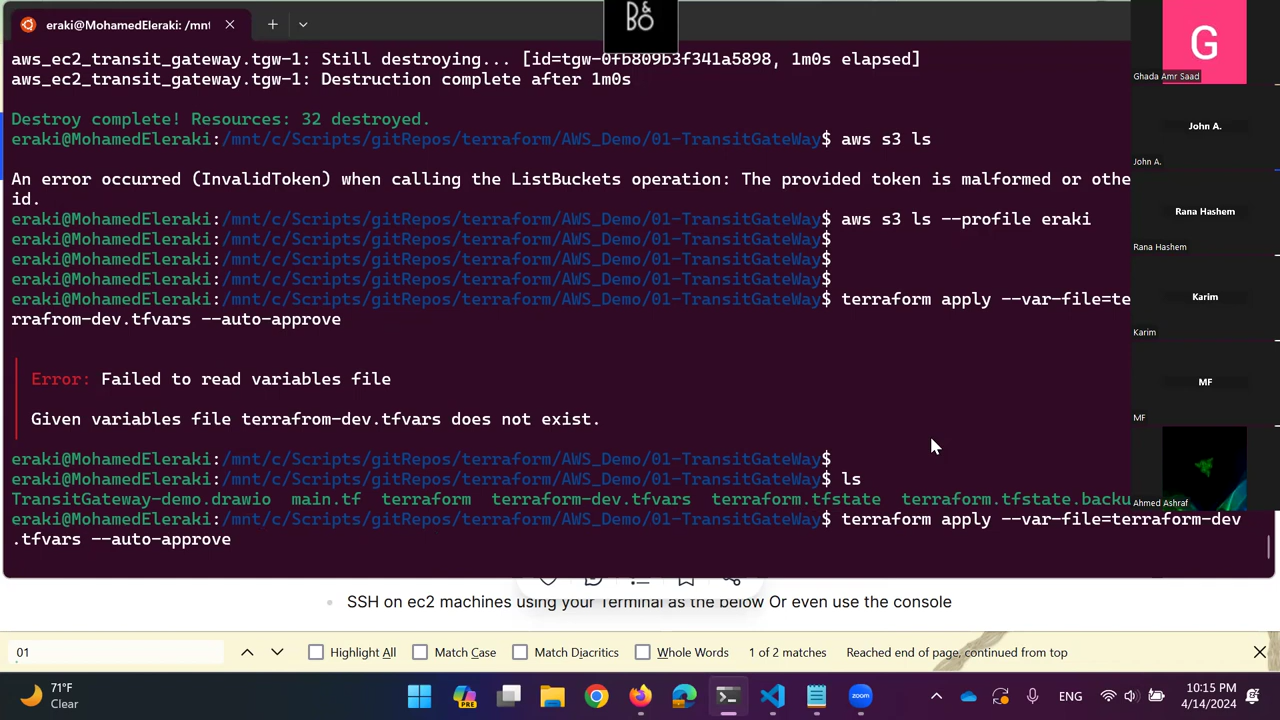 eraki@MohamedEleraki: /mnt
D&
BO
aws_ec2_transit_gateway.tgw-1: Still destroying... [id=tgw-0fb809b3f341a5898, 1m0s elapsed]
aws_ec2_transit_gateway.tgw-1: Destruction complete after 1m0s
Destroy complete! Resources: 32 destroyed.
eraki@MohamedEleraki:/mnt/c/Scripts/gitRepos/terraform/AWS_Demo/01-TransitGateWay$ aws s3 ls
An error occurred (InvalidToken) when calling the ListBuckets operation: The provided token is malformed or othe
id.
eraki@MohamedEleraki:/mnt/c/Scripts/gitRepos/terraform/AWS_Demo/01-TransitGateWay$ aws s3 ls --profile eraki
eraki@MohamedEleraki:/mnt/c/Scripts/gitRepos/terraform/AWS_Demo/01-TransitGateWay$
eraki@MohamedEleraki:/mnt/c/Scripts/gitRepos/terraform/AWS_Demo/01-TransitGateWay$
eraki@MohamedEleraki:/mnt/c/Scripts/gitRepos/terraform/AWS_Demo/01-TransitGateWay$
eraki@MohamedEleraki:/mnt/c/Scripts/gitRepos/terraform/AWS_Demo/01-TransitGateWay$ terraform apply --var-file=te
rrafrom-dev.tfvars --auto-approve
Error: Failed to read variables file
Given variables file terrafrom-dev.tfvars does not exist.
eraki@MohamedEleraki:/mnt/c/Scripts/gitRepos/terraform/AWS_Demo/01-TransitGateWay$
eraki@MohamedEleraki:/mnt/c/Scripts/gitRepos/terraform/AWS_Demo/01-TransitGateWay$ ls
TransitGateway-demo.drawio main.tf terraform terraform-dev.tfvars terraform.tfstate terraform.tfstate.backu
eraki@MohamedEleraki:/mnt/c/Scripts/gitRepos/terraform/AWS_Demo/01-TransitGateWay$ terraform apply --var-file=terraform-dev
.tfvars --auto-approve
G
Ghada Amr Saad
John A.
John A.
Rana Hashem
Rana Hashem
Karim
Karim
MF
MF
Ahmed Ashraf
SSH on ec2 machines using your Terminal as the below Or even use the console
01 Highlight All Match Case Match Diacritics Whole Words 1 of 2 matches Reached end of page, continued from top
71°F
Clear
PRE
zoom
ENG
10:15 PM
4/14/2024